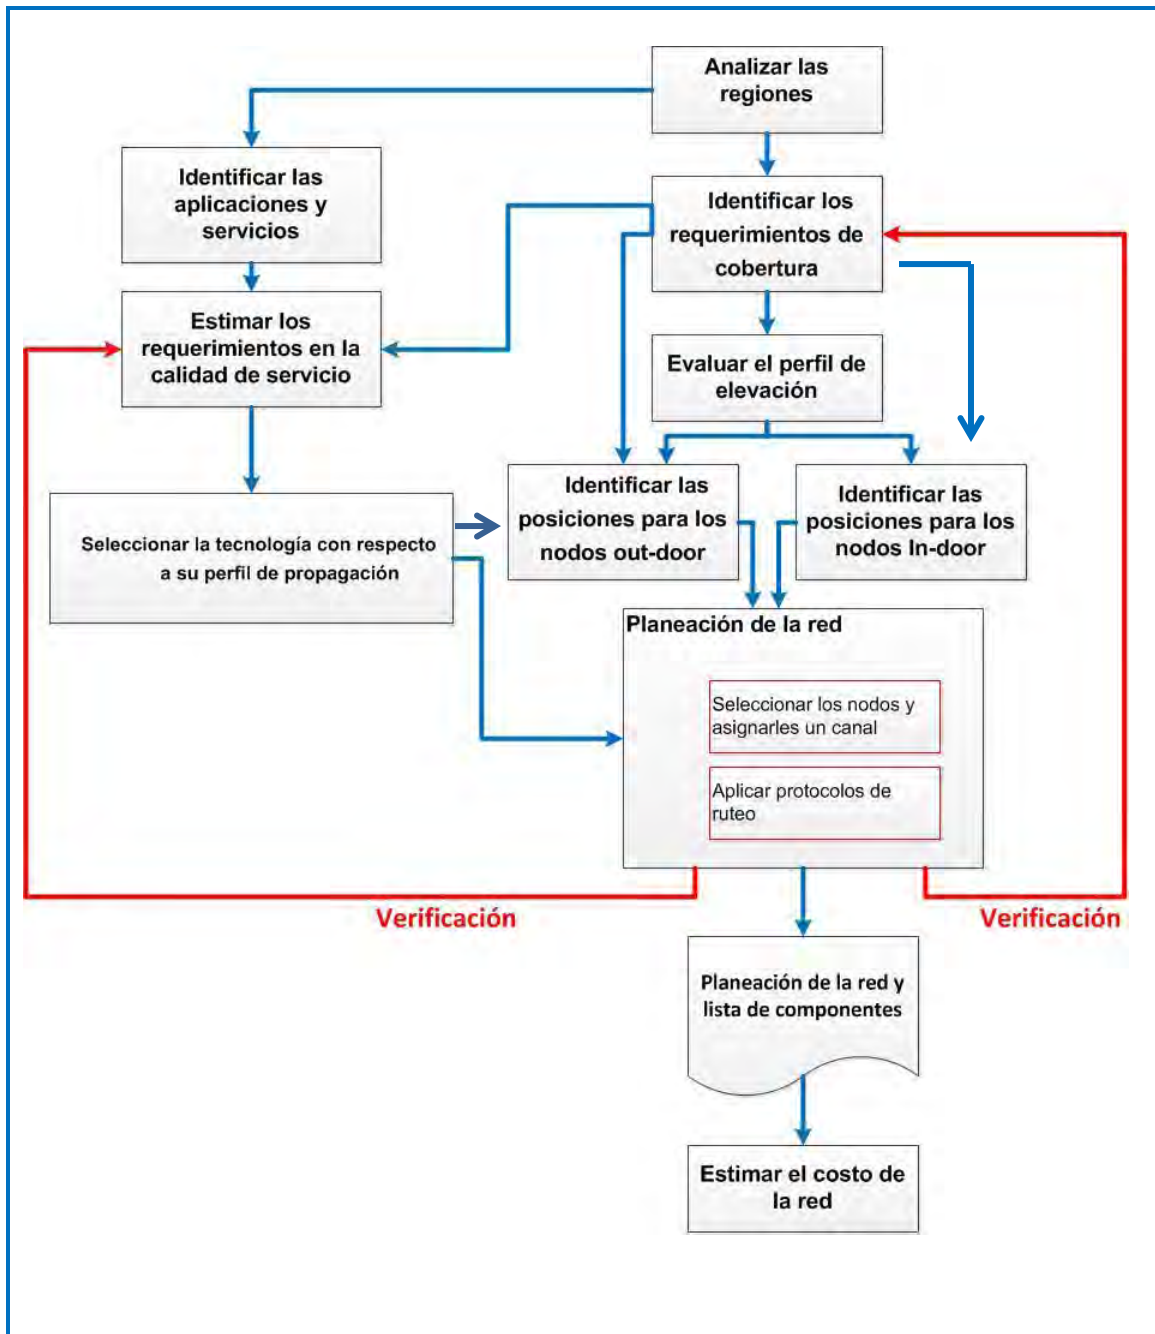 Analizar las
regiones
Identificar las
aplicaciones y
servicios
Identificar los
requerimientos de
cobertura
Estimar los
requerimientos en la
calidad de servicio
Evaluar el perfil de
elevación
Seleccionar la tecnología con respecto
a su perfil de propagación
Identificar las
posiciones para los
nodos out-door
Identificar las
posiciones para los
nodos In-door
Planeación de la red
Seleccionar los nodos y
asignarles un canal
Aplicar protocolos de
ruteo
Verificación
Verificación
Planeación de la red y
lista de componentes
Estimar el costo de
la red